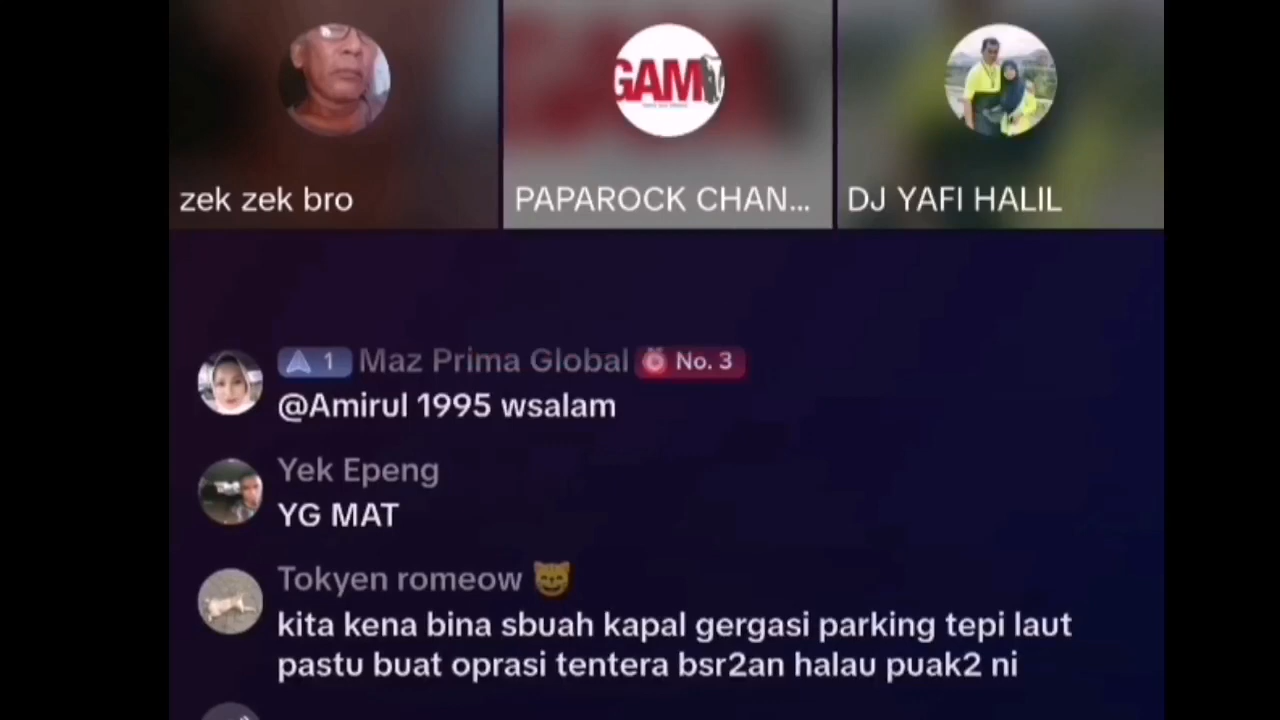 GAM
zek zek bro
PAPAROCK CHAN...
DJ YAFI HALIL
1 Maz Prima Global No. 3
@Amirul 1995 wsalam
Yek Epeng
YG MAT
Tokyen romeow 😺
kita kena bina sbuah kapal gergasi parking tepi laut
pastu buat oprasi tentera bsr2an halau puak2 ni